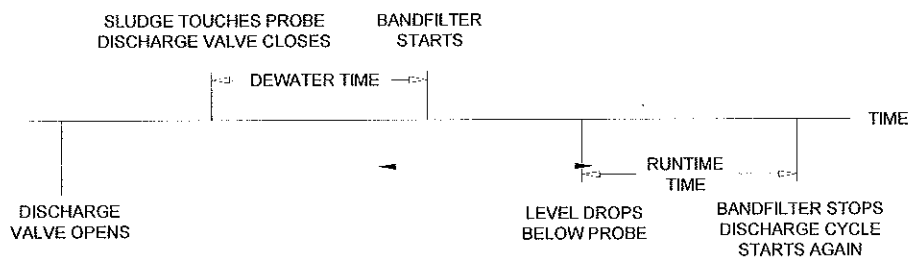 SLUDGE TOUCHES PROBE
DISCHARGE VALVE CLOSES
BANDFILTER
STARTS
DEWATER TIME
TIME
RUNTIME
TIME
DISCHARGE
VALVE OPENS
LEVEL DROPS
BELOW PROBE
BANDFILTER STOPS
DISCHARGE CYCLE
STARTS AGAIN